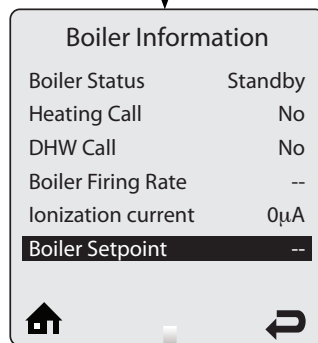 Boiler Information
Boiler Status Standby
Heating Call No
DHW Call No
Boiler Firing Rate --
Ionization current 0µA
Boiler Setpoint --